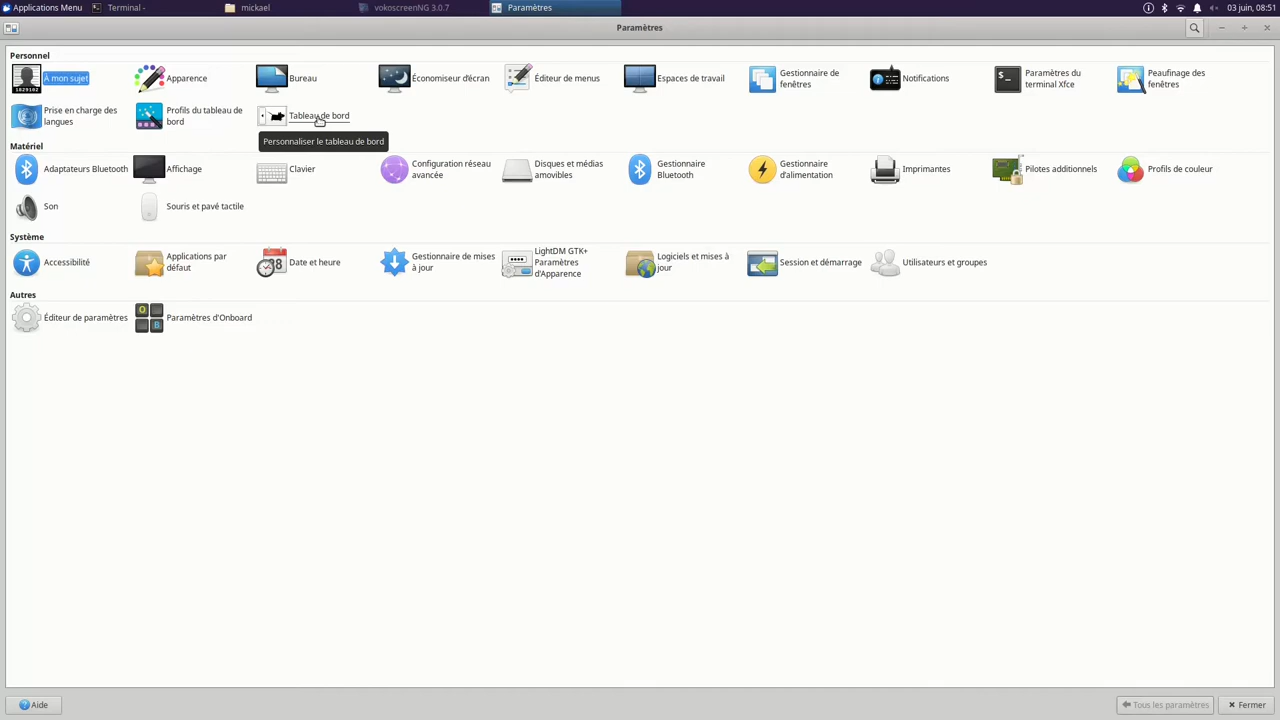 Applications Menu
Terminal -
mickael
vokoscreenNG 3.0.7
Paramètres
03 juin, 08:51
Paramètres
Personnel
À mon sujet
Apparence
Bureau
Économiseur d'écran
Éditeur de menus
Espaces de travail
Gestionnaire de
fenêtres
Notifications
Paramètres du
terminal Xfce
Peaufinage des
fenêtres
Prise en charge des
langues
Profils du tableau de
bord
Tableau de bord
Personnaliser le tableau de bord
Matériel
Adaptateurs Bluetooth
Affichage
Clavier
Configuration réseau
avancée
Disques et médias
amovibles
Gestionnaire
Bluetooth
Gestionnaire
d'alimentation
Imprimantes
Pilotes additionnels
Profils de couleur
Son
Souris et pavé tactile
Système
Accessibilité
Applications par
défaut
Date et heure
Gestionnaire de mises
à jour
LightDM GTK+
Paramètres
d'Apparence
Logiciels et mises à
jour
Session et démarrage
Utilisateurs et groupes
Autres
Éditeur de paramètres
Paramètres d'Onboard
Aide
Tous les paramètres
Fermer